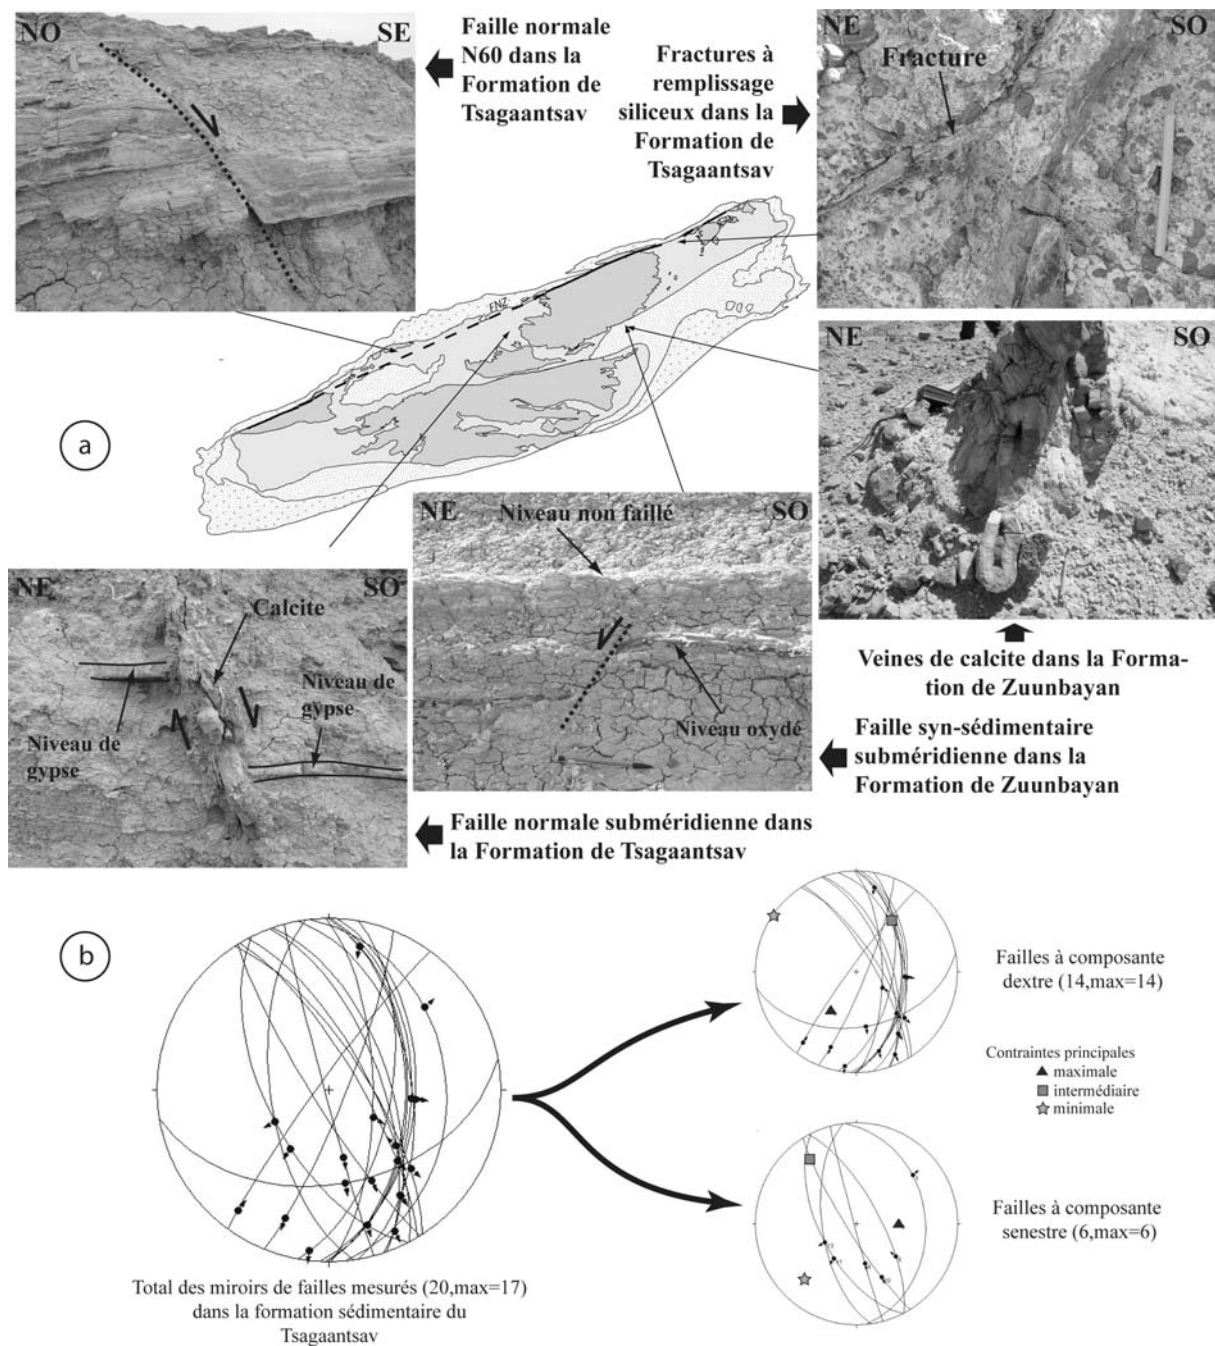 NO
SE
Faille normale
N60 dans la
Formation de
Tsagaantsav
Fractures à
remplissage
siliceux dans la
Formation de
Tsagaantsav
NE
SO
Fracture
FNZ
a
NE
SO
Veines de calcite dans la Forma-
tion de Zuunbayan
NE
SO
Niveau non faillé
Niveau oxydé
Faille syn-sédimentaire
subméridienne dans la
Formation de Zuunbayan
NE
SO
Calcite
Niveau de
gypse
Niveau de
gypse
Faille normale subméridienne dans
la Formation de Tsagaantsav
b
Total des miroirs de failles mesurés (20,max=17)
dans la formation sédimentaire du
Tsagaantsav
Failles à composante
dextre (14,max=14)
Contraintes principales
maximale
intermédiaire
minimale
Failles à composante
senestre (6,max=6)